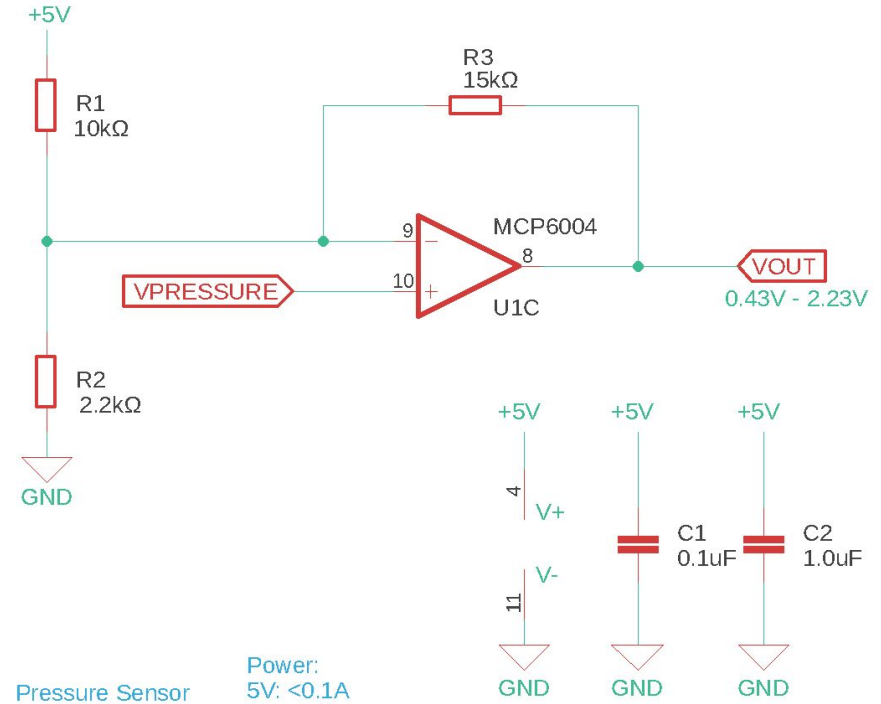 +5V
R3
15kΩ
R1
10kΩ
9
MCP6004
8
VOUT
10
VPRESSURE
0.43V - 2.23V
U1C
R2
2.2kΩ
GND
+5V
+5V
+5V
4
V+
C1
0.1uF
C2
1.0uF
V-
11
GND
GND
GND
Power:
5V: <0.1A
Pressure Sensor